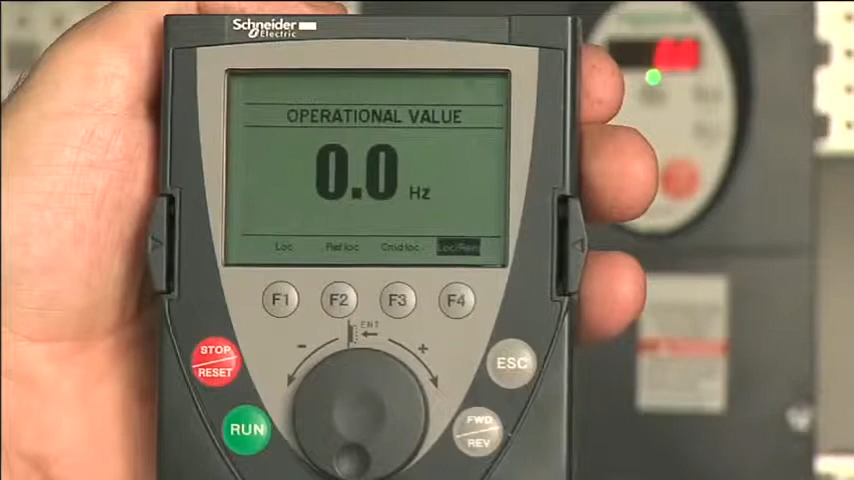 Schneider
Electric
OPERATIONAL VALUE
0.0 Hz
Loc Ref loc Cmd loc Loc/Rem
F1 F2 F3 F4
ENT
- +
STOP
RESET
ESC
RUN
FWD
REV